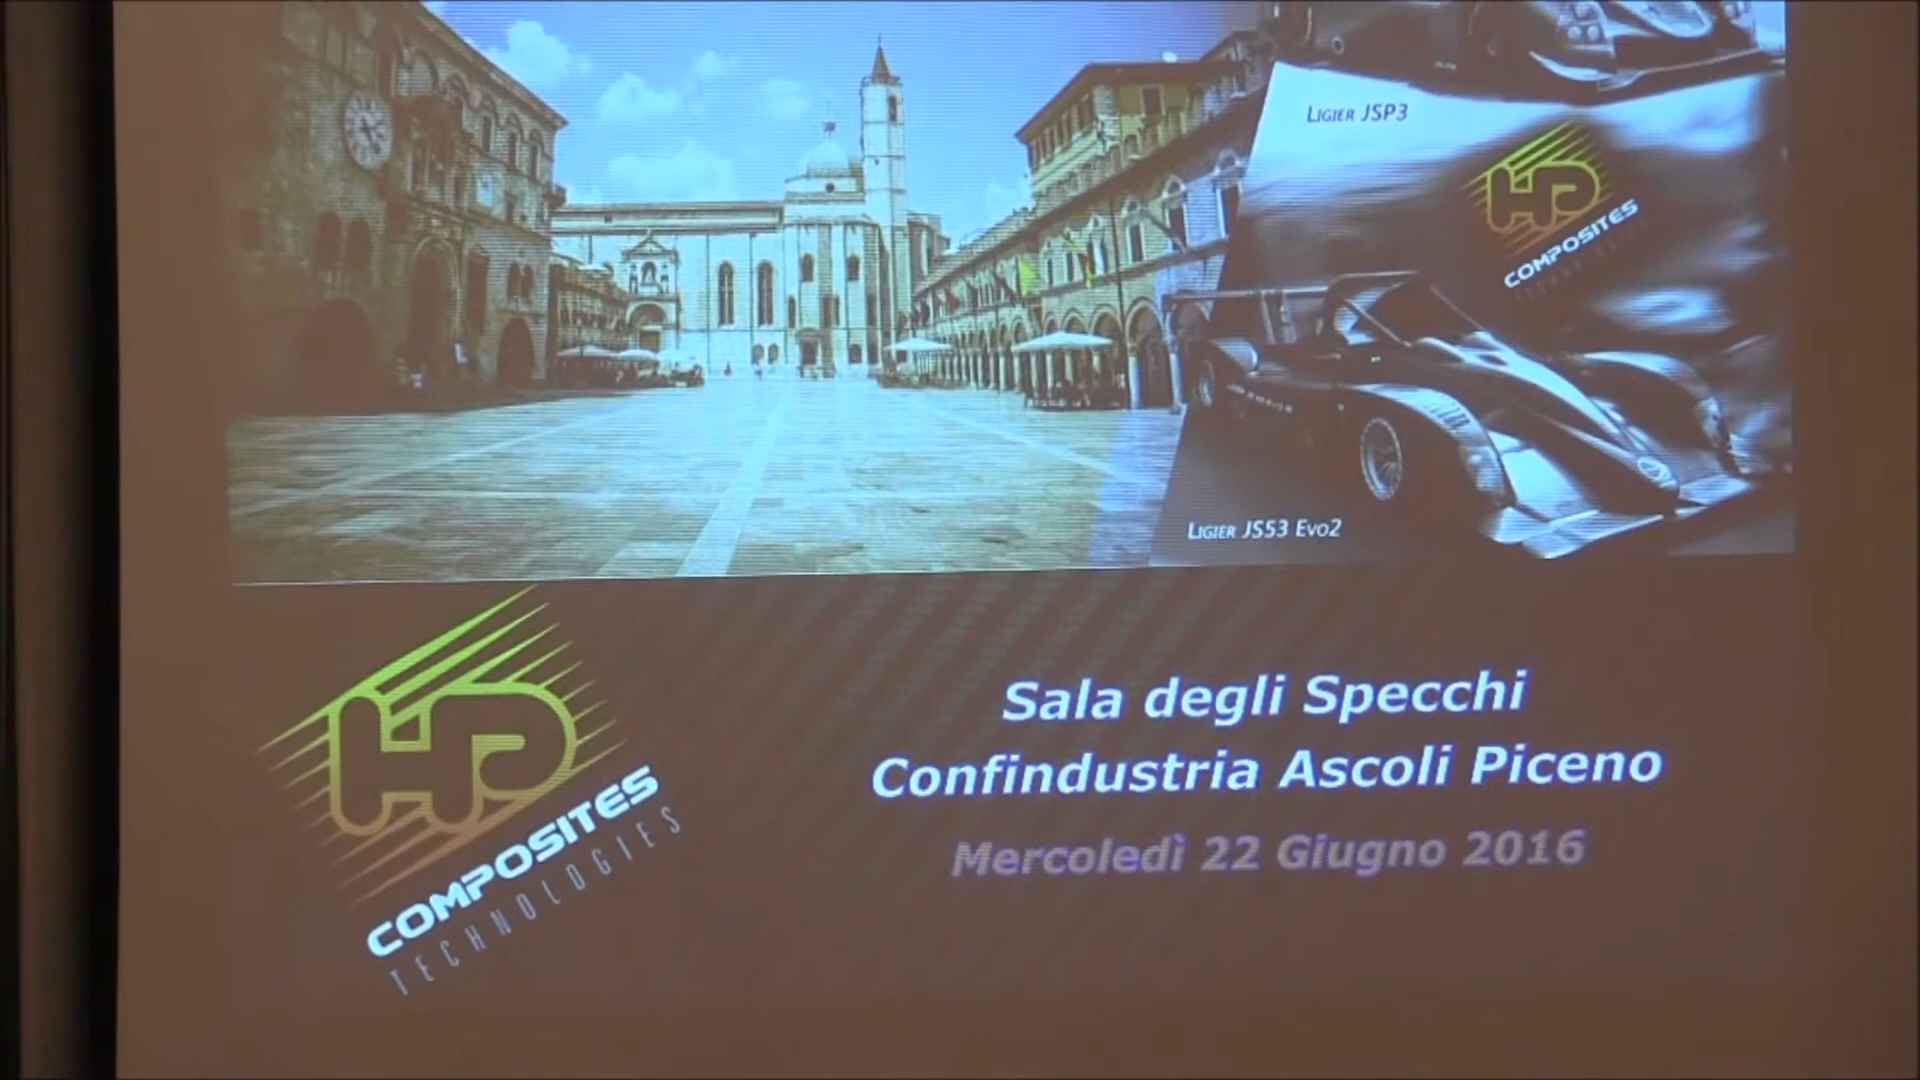 LIGIER JSP3
HP
COMPOSITES
TECHNOLOGIES
LIGIER JS53 EVO2
HP
COMPOSITES
TECHNOLOGIES
Sala degli Specchi
Confindustria Ascoli Piceno
Mercoledì 22 Giugno 2016